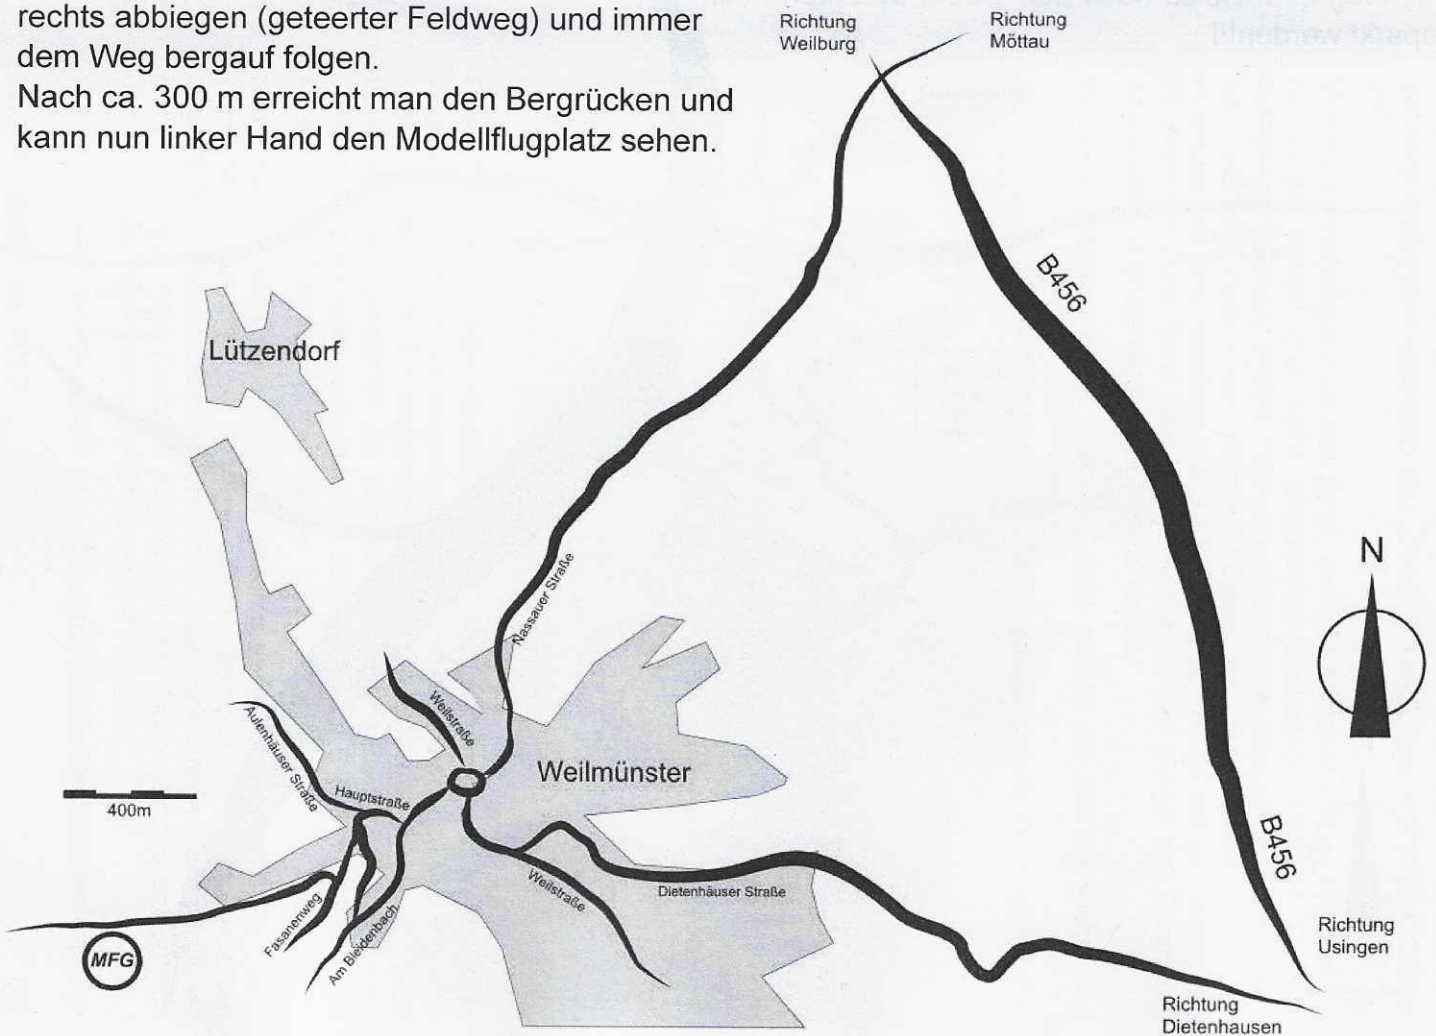 rechts abbiegen (geteerter Feldweg) und immer
dem Weg bergauf folgen.
Nach ca. 300 m erreicht man den Bergrücken und
kann nun linker Hand den Modellflugplatz sehen.
Richtung
Weilburg
Richtung
Möttau
B456
Lützendorf
Nassauer Straße
N
Weilstraße
Aulenhäuser Straße
Weilmünster
Hauptstraße
400m
B456
Weilstraße
Dietenhäuser Straße
Fasanenweg
Am Bleidenbach
MFG
Richtung
Usingen
Richtung
Dietenhausen